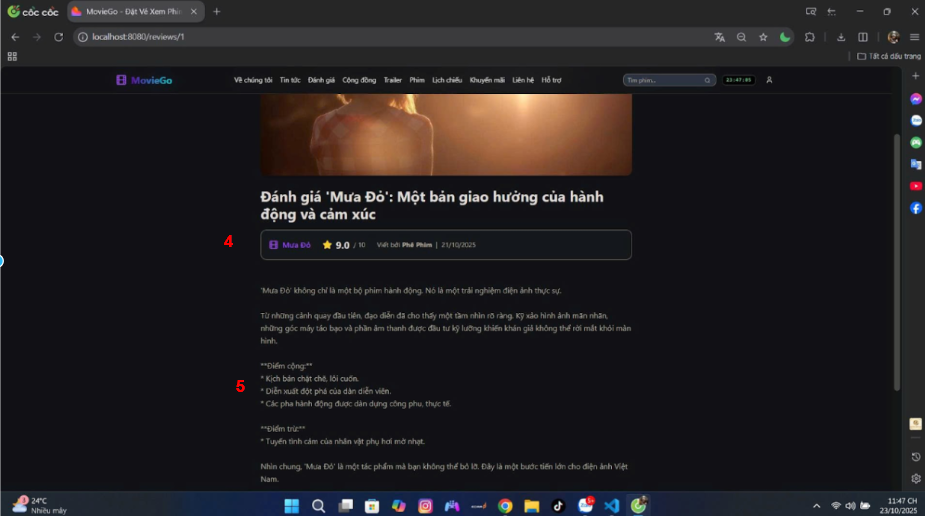 cốc cốc
MovieGo - Đặt Vé Xem Phim
localhost:8080/reviews/1
Tất cả dấu trang
MovieGo
Về chúng tôi Tin tức Đánh giá Cộng đồng Trailer Phim Lịch chiếu Khuyến mãi Liên hệ Hỗ trợ
Tìm phim...
23:47:05
Đánh giá 'Mưa Đỏ': Một bản giao hưởng của hành
động và cảm xúc
4
Mưa Đỏ 9.0 / 10 Viết bởi Phê Phim | 21/10/2025
'Mưa Đỏ' không chỉ là một bộ phim hành động. Nó là một trải nghiệm điện ảnh thực sự.
Từ những cảnh quay đầu tiên, đạo diễn đã cho thấy một tầm nhìn rõ ràng. Kỹ xảo hình ảnh mãn nhãn,
những góc máy táo bạo và phần âm thanh được đầu tư kỹ lưỡng khiến khán giả không thể rời mắt khỏi màn
hình.
**Điểm cộng:**
* Kịch bản chặt chẽ, lôi cuốn.
5
* Diễn xuất đột phá của dàn diễn viên.
* Các pha hành động được dàn dựng công phu, thực tế.
**Điểm trừ:**
* Tuyến tình cảm của nhân vật phụ hơi mờ nhạt.
Nhìn chung, 'Mưa Đỏ' là một tác phẩm mà bạn không thể bỏ lỡ. Đây là một bước tiến lớn cho điện ảnh Việt
Nam.
24°C
Nhiều mây
11:47 CH
23/10/2025